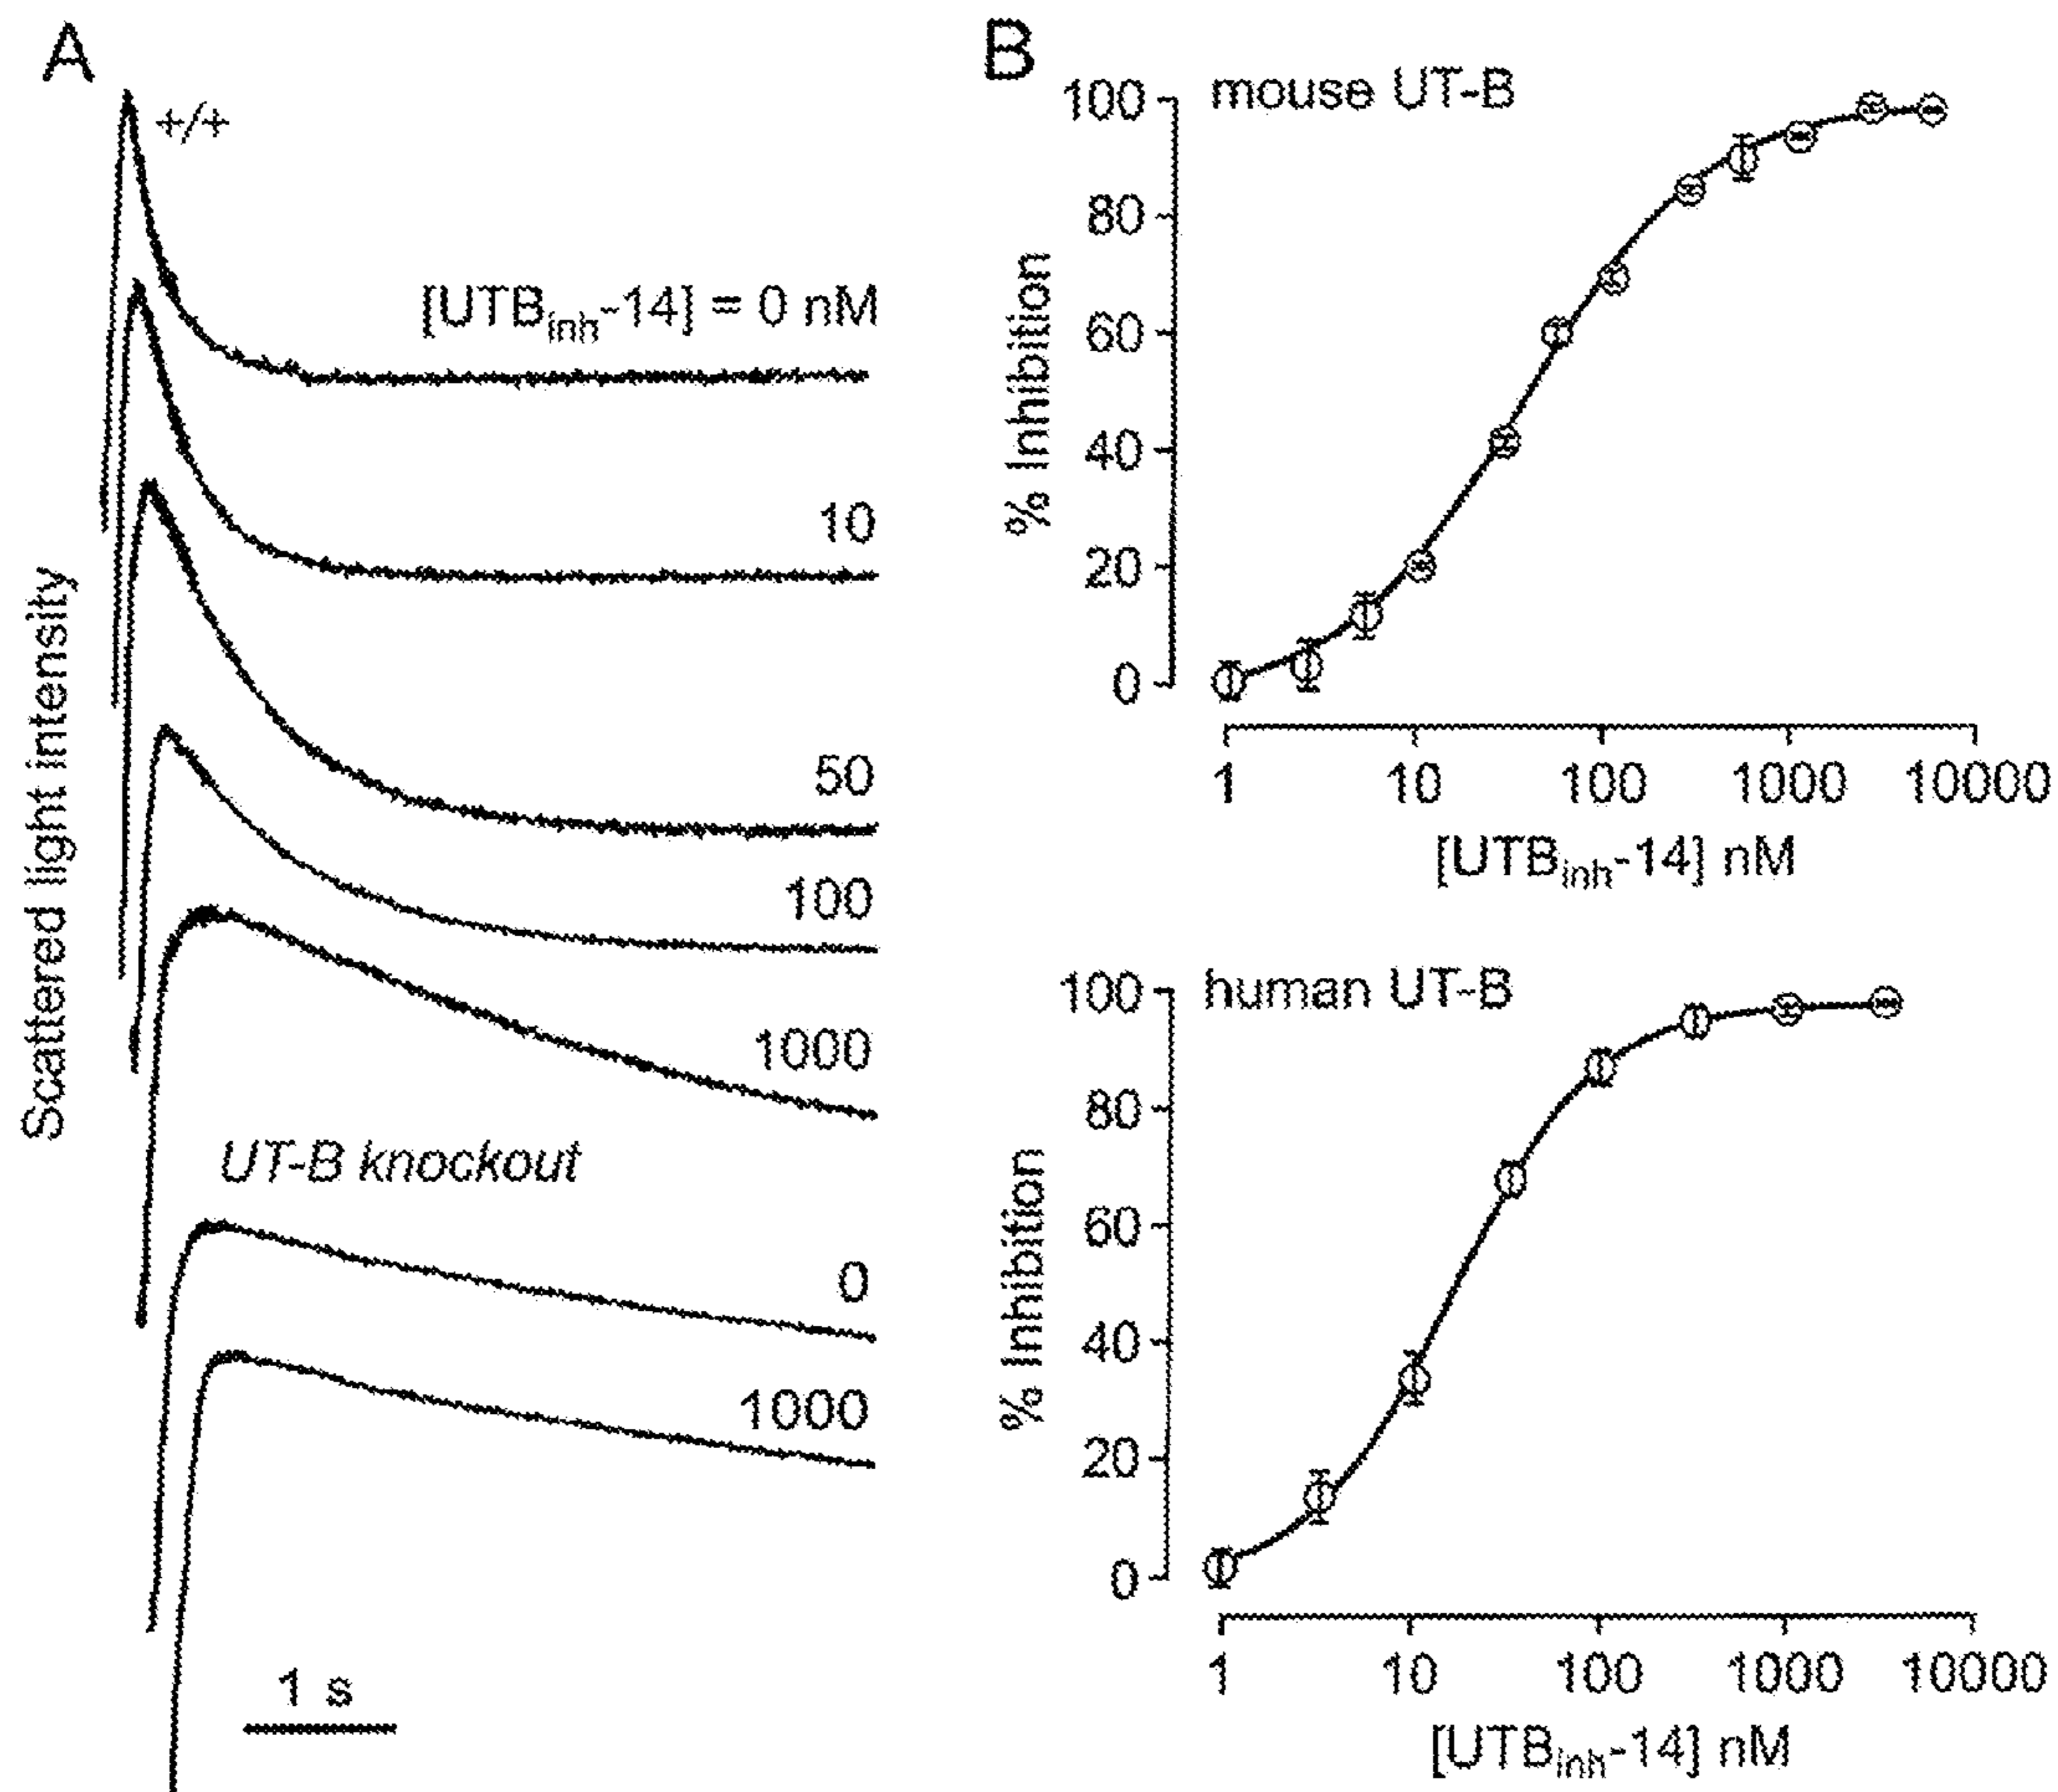 A
+/+
[UTBinh-14] = 0 nM
10
50
100
1000
UT-B knockout
0
1000
1 s
Scattered light intensity
B
mouse UT-B
100
80
60
40
20
0
% Inhibition
1 10 100 1000 10000
[UTBinh-14] nM
human UT-B
100
80
60
40
20
0
% Inhibition
1 10 100 1000 10000
[UTBinh-14] nM